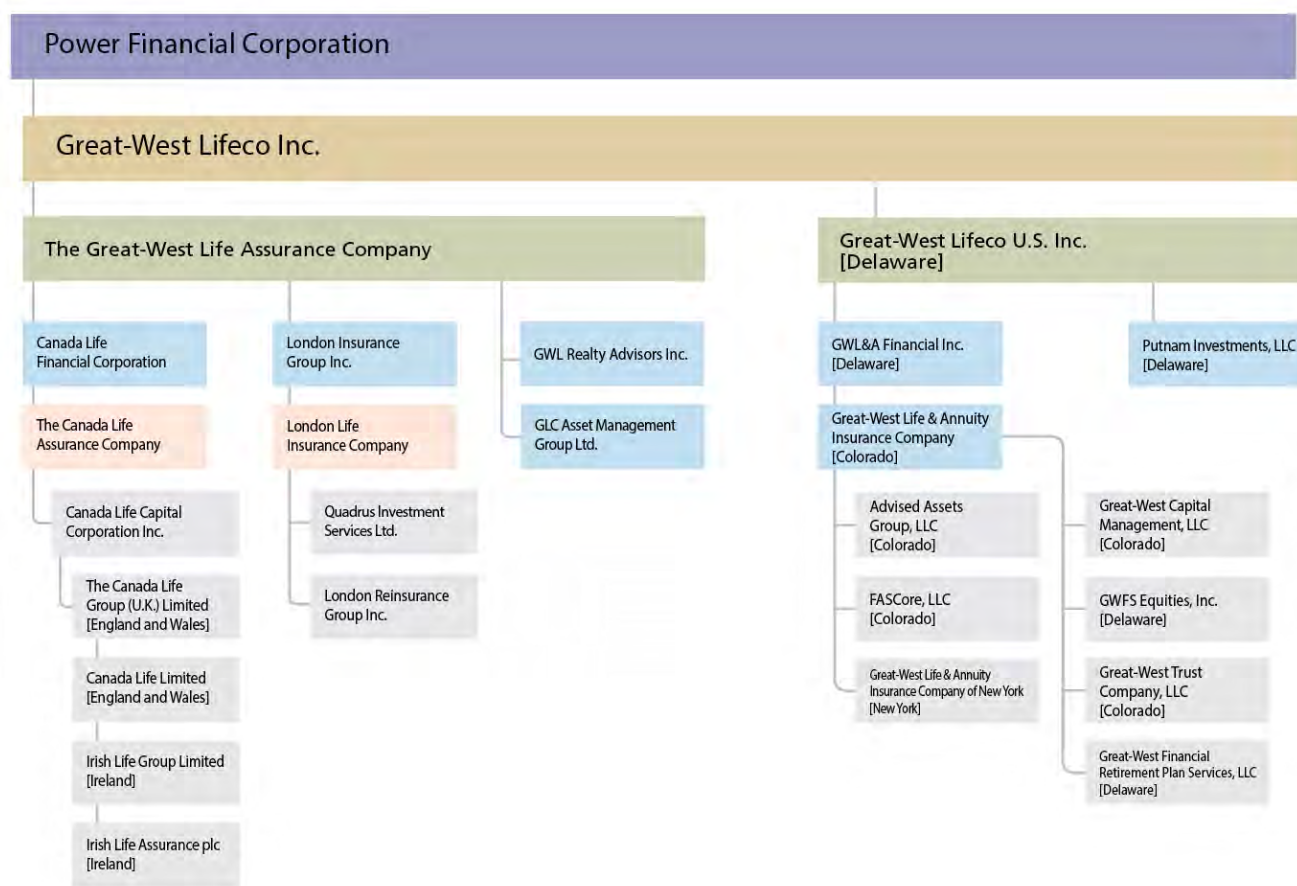 Power Financial Corporation
Great-West Lifeco Inc.
The Great-West Life Assurance Company
Great-West Lifeco U.S. Inc.
[Delaware]
Canada Life
Financial Corporation
London Insurance
Group Inc.
GWL Realty Advisors Inc.
GWL&A Financial Inc.
[Delaware]
Putnam Investments, LLC
[Delaware]
The Canada Life
Assurance Company
London Life
Insurance Company
GLC Asset Management
Group Ltd.
Great-West Life & Annuity
Insurance Company
[Colorado]
Canada Life Capital
Corporation Inc.
Quadrus Investment
Services Ltd.
Advised Assets
Group, LLC
[Colorado]
Great-West Capital
Management, LLC
[Colorado]
The Canada Life
Group (U.K.) Limited
[England and Wales]
London Reinsurance
Group Inc.
FASCore, LLC
[Colorado]
GWFS Equities, Inc.
[Delaware]
Canada Life Limited
[England and Wales]
Great-West Life & Annuity
Insurance Company of New York
[New York]
Great-West Trust
Company, LLC
[Colorado]
Irish Life Group Limited
[Ireland]
Great-West Financial
Retirement Plan Services, LLC
[Delaware]
Irish Life Assurance plc
[Ireland]